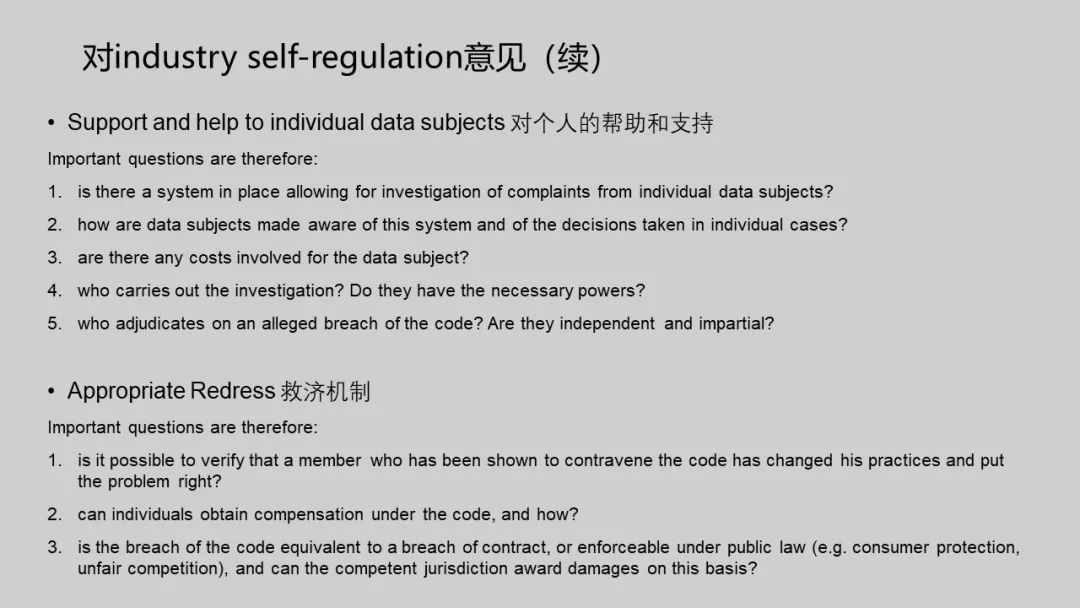 对industry self-regulation意见（续）
• Support and help to individual data subjects 对个人的帮助和支持
Important questions are therefore:
1. is there a system in place allowing for investigation of complaints from individual data subjects?
2. how are data subjects made aware of this system and of the decisions taken in individual cases?
3. are there any costs involved for the data subject?
4. who carries out the investigation? Do they have the necessary powers?
5. who adjudicates on an alleged breach of the code? Are they independent and impartial?
• Appropriate Redress 救济机制
Important questions are therefore:
1. is it possible to verify that a member who has been shown to contravene the code has changed his practices and put
the problem right?
2. can individuals obtain compensation under the code, and how?
3. is the breach of the code equivalent to a breach of contract, or enforceable under public law (e.g. consumer protection,
unfair competition), and can the competent jurisdiction award damages on this basis?